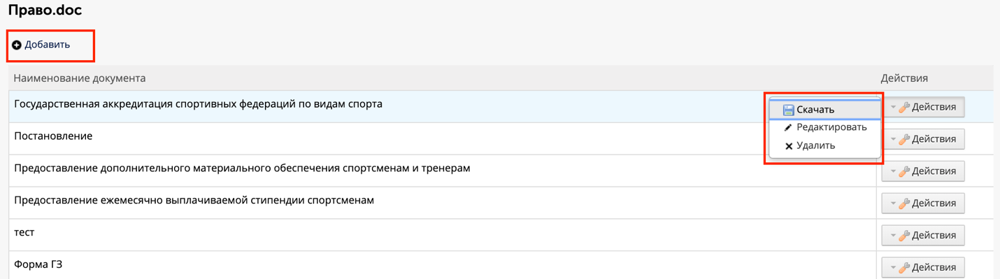 Право.doc
Добавить
Наименование документа Действия
Государственная аккредитация спортивных федераций по видам спорта Скачать Действия
Редактировать
Постановление Удалить Действия
Предоставление дополнительного материального обеспечения спортсменам и тренерам Действия
Предоставление ежемесячно выплачиваемой стипендии спортсменам Действия
тест Действия
Форма ГЗ Действия